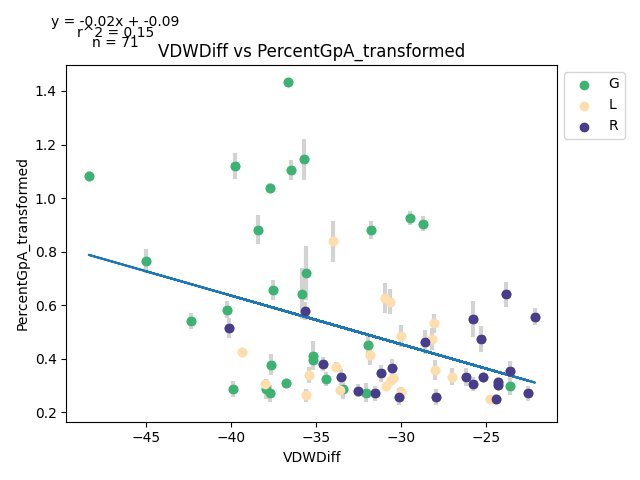 y = -0.02x + -0.09
r^2 = 0.15
n = 71
VDWDiff vs PercentGpA_transformed
G
L
R
1.4
1.2
1.0
0.8
0.6
0.4
0.2
PercentGpA_transformed
−45
−40
−35
−30
−25
VDWDiff